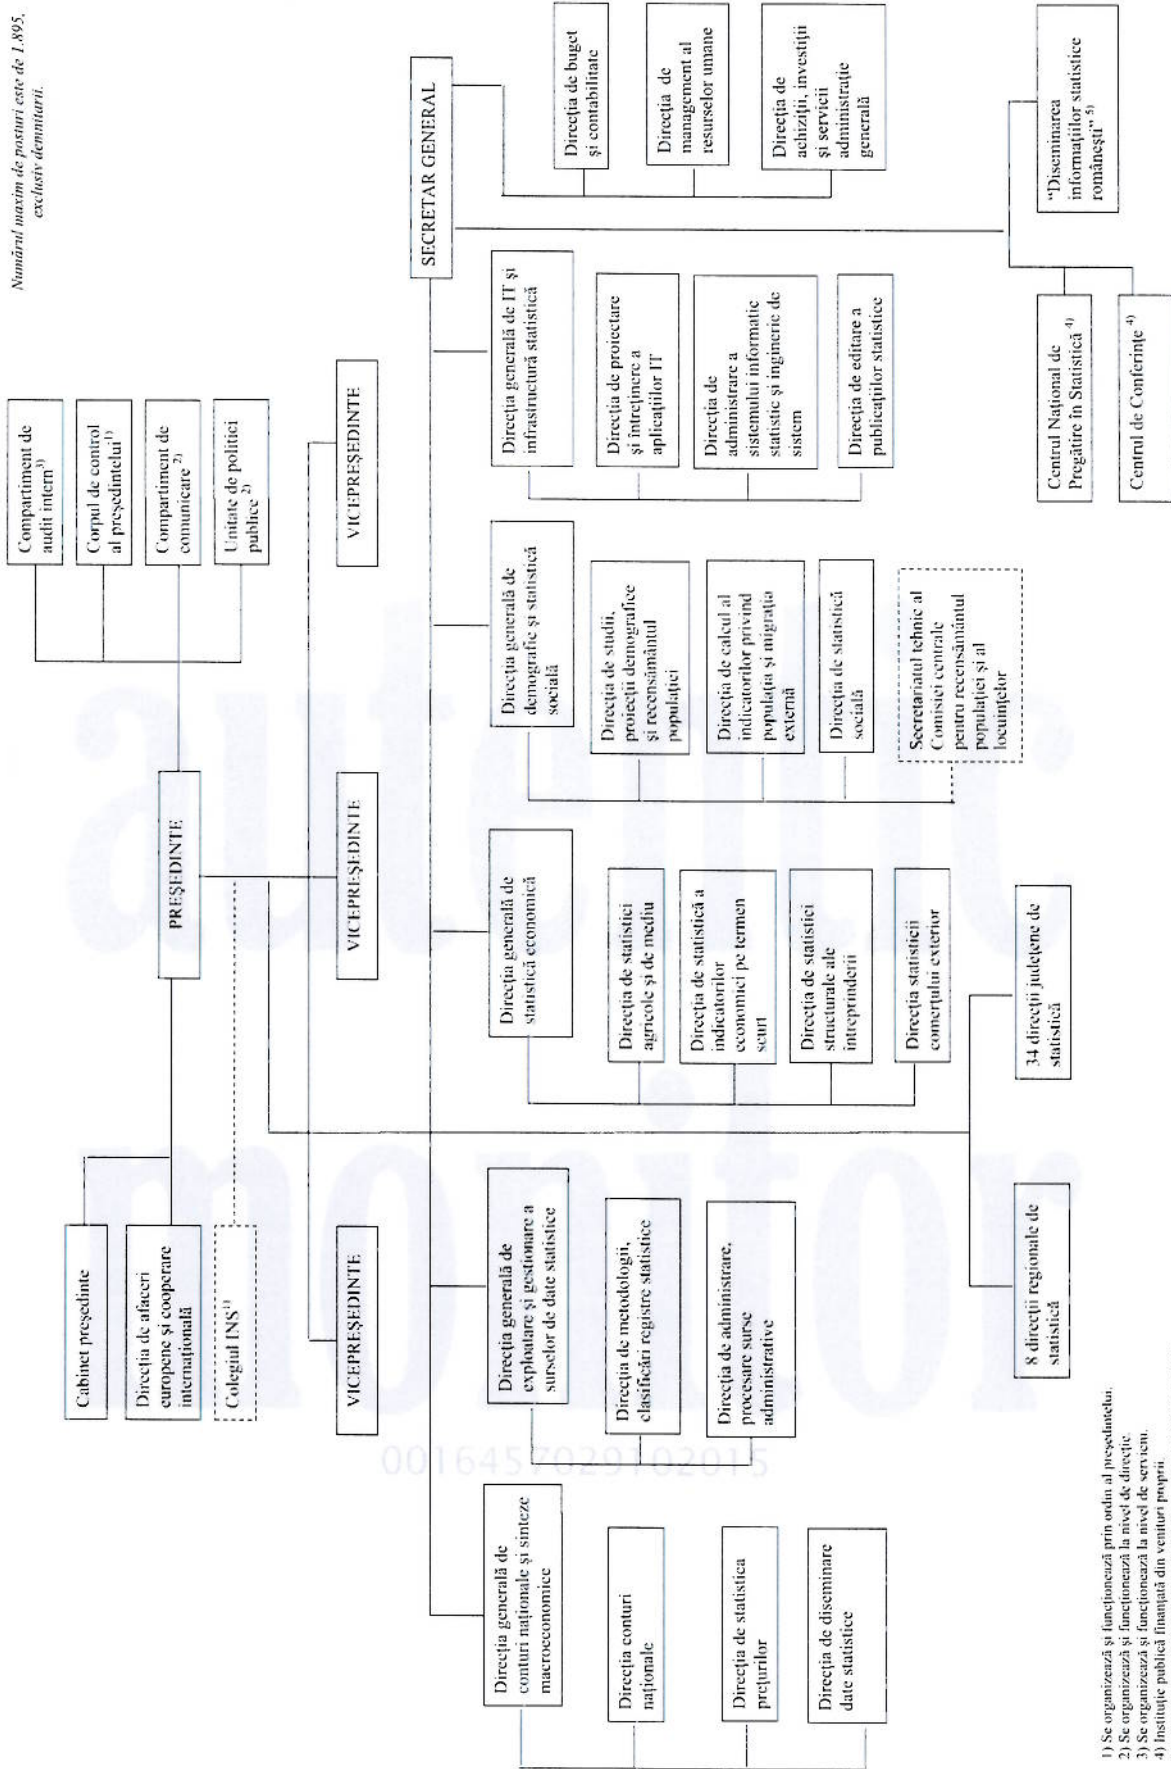 Numărul maxim de posturi este de 1.895,
exclusiv demnitarii.
Compartiment de
audit intern3)
Corpul de control
al președintelui1)
Compartiment de
comunicare 2)
Unitate de politici
publice 2)
PREȘEDINTE
Cabinet președinte
Direcția de afaceri
europene și cooperare
internațională
Colegiul INS1)
VICEPREȘEDINTE
VICEPREȘEDINTE
VICEPREȘEDINTE
SECRETAR GENERAL
Direcția de buget
și contabilitate
Direcția de
management al
resurselor umane
Direcția de
achiziții, investiții
și servicii
administrație
generală
Direcția generală de
conturi naționale și sinteze
macroeconomice
Direcția conturi
naționale
Direcția de statistica
prețurilor
Direcția de diseminare
date statistice
Direcția generală de
exploatare și gestionare a
surselor de date statistice
Direcția de metodologii,
clasificări registre statistice
Direcția de administrare,
procesare surse
administrative
Direcția generală de
statistică economică
Direcția de statistici
agricole și de mediu
Direcția de statistică a
indicatorilor
economici pe termen
scurt
Direcția de statistici
structurale ale
întreprinderii
Direcția statisticii
comerțului exterior
Direcția generală de
demografie și statistică
socială
Direcția de studii,
proiecții demografice
și recensământul
populației
Direcția de calcul al
indicatorilor privind
populația și migrația
externă
Direcția de statistică
socială
Secretariatul tehnic al
Comisiei centrale
pentru recensământul
populației și al
locuințelor
Direcția generală de IT și
infrastructură statistică
Direcția de proiectare
și întreținere a
aplicațiilor IT
Direcția de
administrare a
sistemului informatic
statistic și inginerie de
sistem
Direcția de editare a
publicațiilor statistice
8 direcții regionale de
statistică
34 direcții județene de
statistică
Centrul Național de
Pregătire în Statistică 4)
Centrul de Conferințe 4)
"Diseminarea
informațiilor statistice
românești" 5)
1) Se organizează și funcționează prin ordin al președintelui.
2) Se organizează și funcționează la nivel de direcție.
3) Se organizează și funcționează la nivel de serviciu.
4) Instituție publică finanțată din venituri proprii.
autentic
monitor
0016457029102015